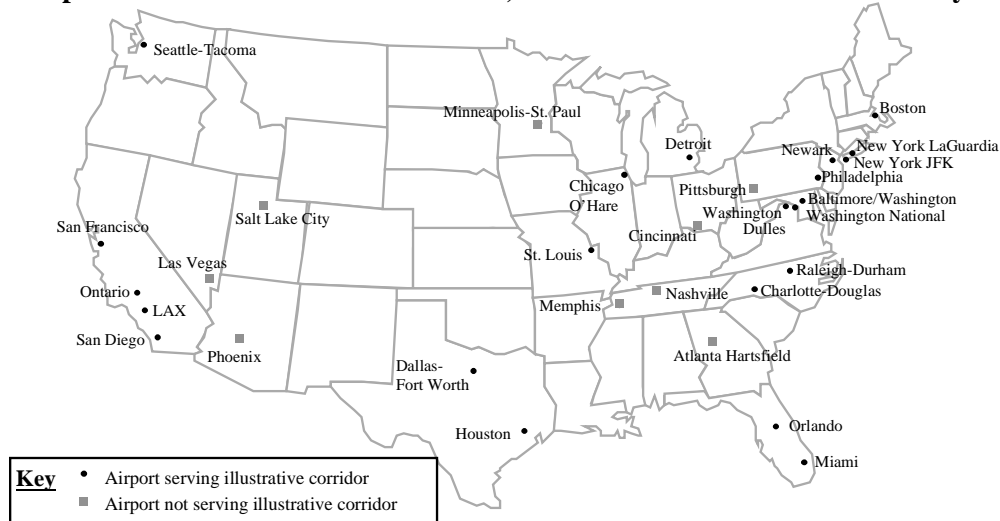 Seattle-Tacoma
Minneapolis-St. Paul
Boston
Detroit
New York LaGuardia
Newark
New York JFK
Philadelphia
Chicago
O'Hare
Pittsburgh
Baltimore/Washington
Washington
Dulles
Washington National
Salt Lake City
San Francisco
Cincinnati
St. Louis
Las Vegas
Raleigh-Durham
Ontario
Charlotte-Douglas
Nashville
Memphis
LAX
San Diego
Phoenix
Atlanta Hartsfield
Dallas-
Fort Worth
Orlando
Houston
Miami
Key
Airport serving illustrative corridor
Airport not serving illustrative corridor